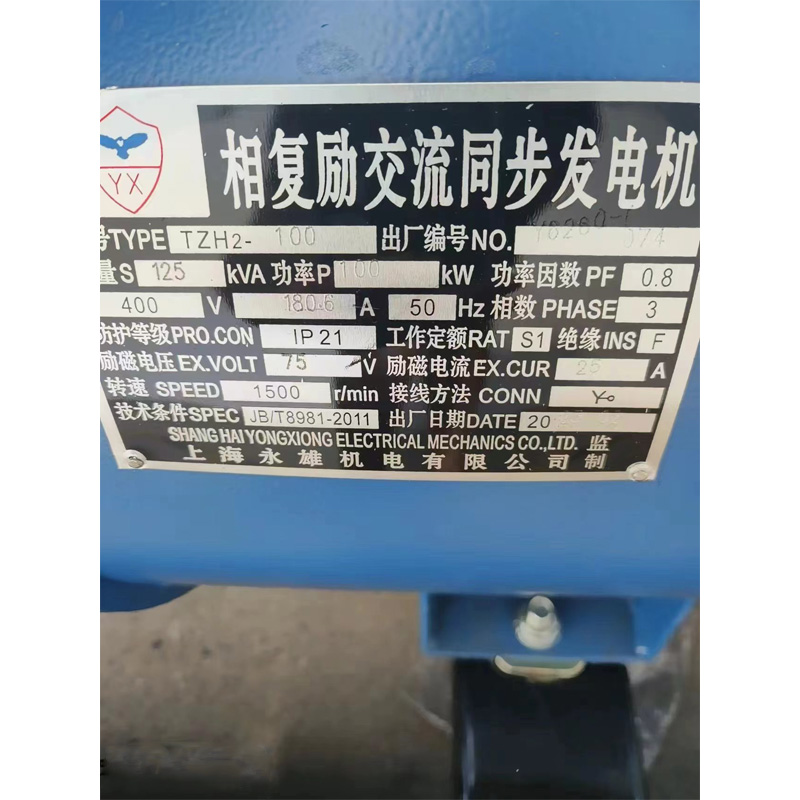 YX
相复励交流同步发电机
号TYPE TZH2-100 出厂编号NO.
量S 125 kVA 功率P 100 kW 功率因数 PF 0.8
400 V 180.6 A 50 Hz 相数 PHASE 3
防护等级PRO.CON IP21 工作定额RAT S1 绝缘INS F
励磁电压EX.VOLT 75 V 励磁电流EX.CUR 25 A
转速 SPEED 1500 r/min 接线方法 CONN.
技术条件SPEC JB/T8981-2011 出厂日期DATE 20
SHANG HAI YONGXIONG ELECTRICAL MECHANICS CO.,LTD. 监
上海永雄机电有限公司制